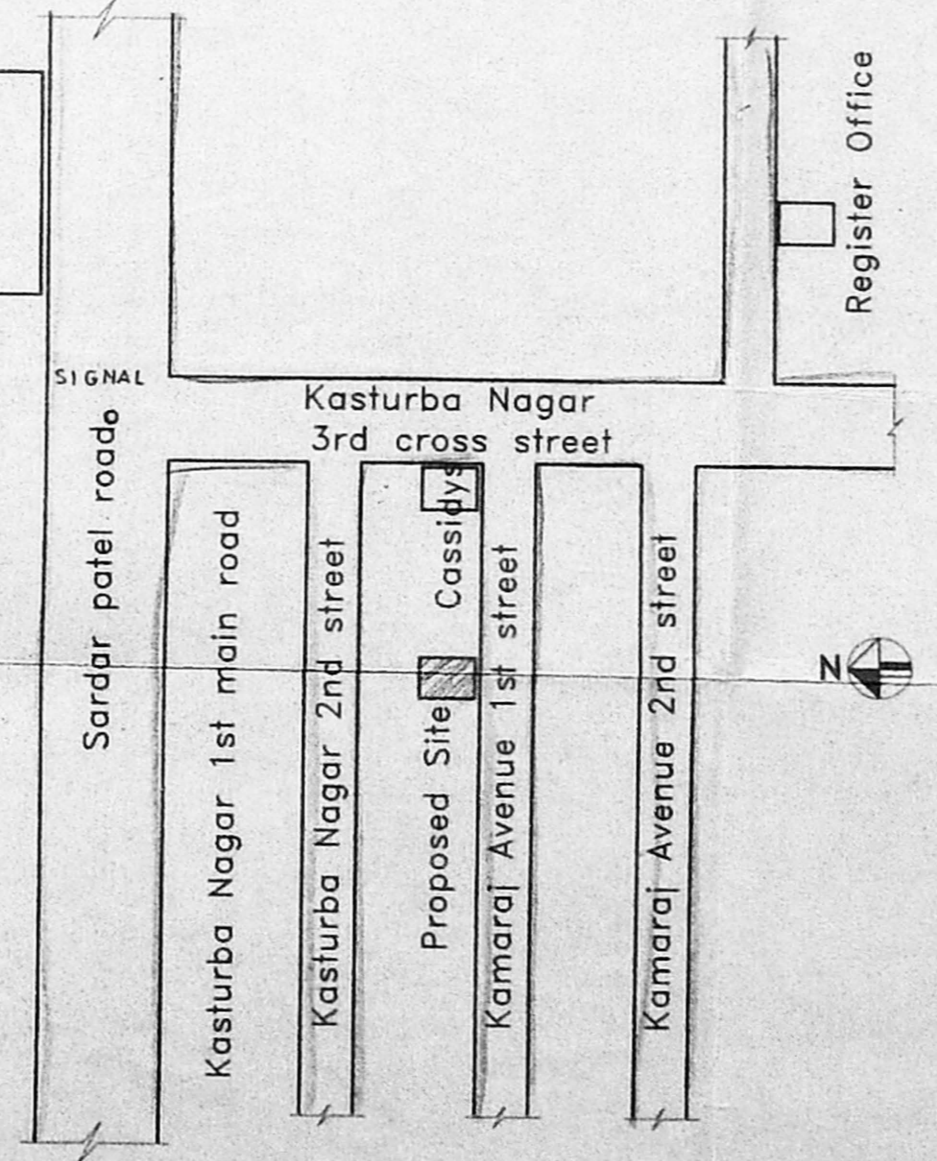 Register Office
SIGNAL
Kasturba Nagar
3rd cross street
Sardar patel road
Kasturba Nagar 1st main road
Kasturba Nagar 2nd street
Cassidys
Proposed Site
Kamaraj Avenue 1st street
Kamaraj Avenue 2nd street
N